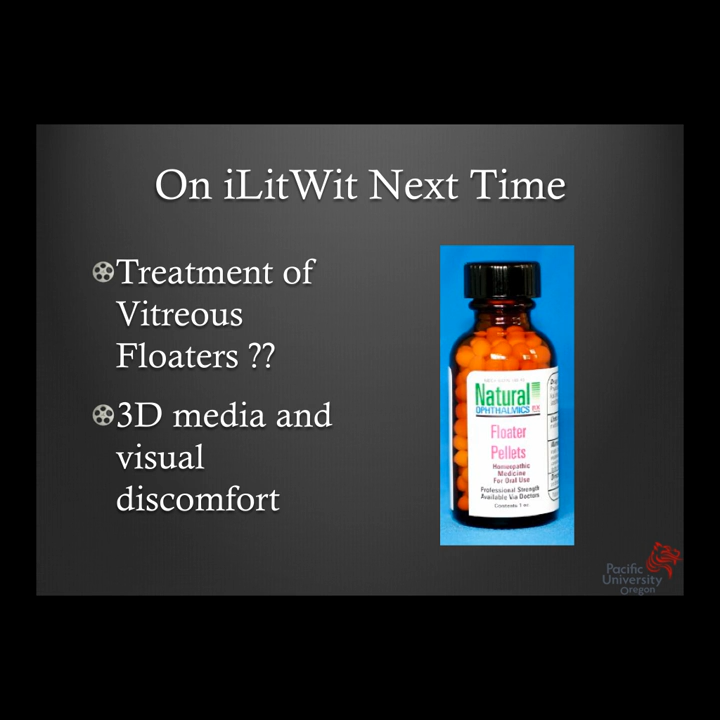 On iLitWit Next Time
Treatment of
Vitreous
Floaters ??
3D media and
visual
discomfort
Natural
OPHTHALMICS RX
Floater
Pellets
Homeopathic
Medicine
For Oral Use
Professional Strength
Available Via Doctors
Pacific
University
Oregon